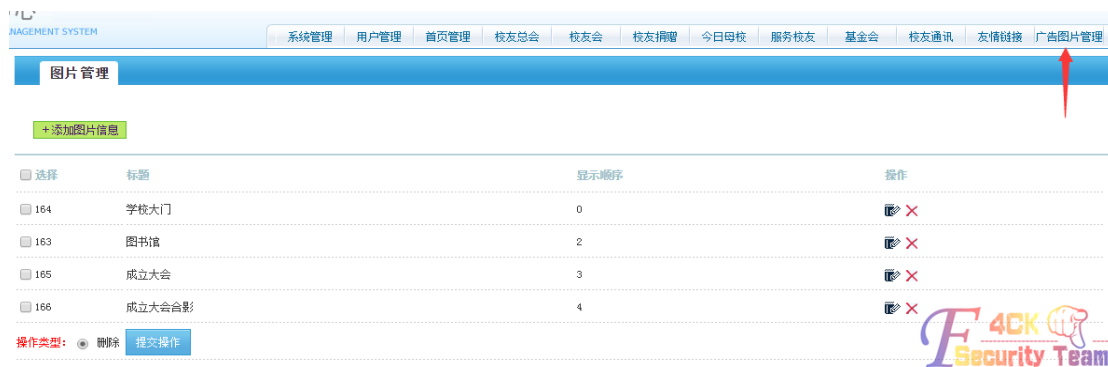 NAGEMENT SYSTEM
系统管理 用户管理 首页管理 校友总会 校友会 校友捐赠 今日母校 服务校友 基金会 校友通讯 友情链接 广告图片管理
图片管理
+添加图片信息
选择 标题 显示顺序 操作
164 学校大门 0
163 图书馆 2
165 成立大会 3
166 成立大会合影 4
操作类型: 删除 提交操作
F4CK
Security Team